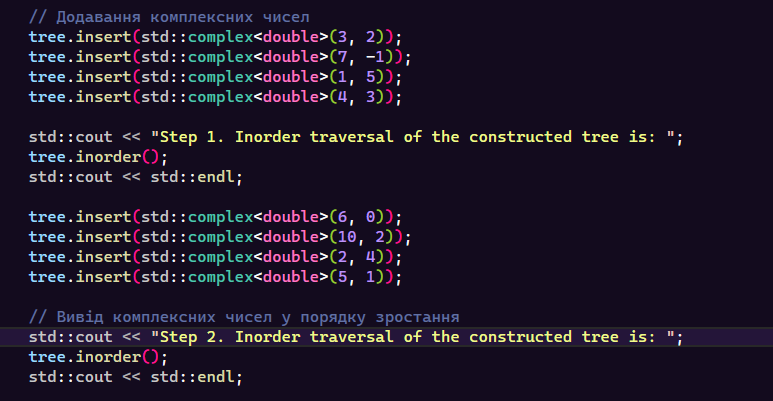 // Додавання комплексних чисел
tree.insert(std::complex<double>(3, 2));
tree.insert(std::complex<double>(7, -1));
tree.insert(std::complex<double>(1, 5));
tree.insert(std::complex<double>(4, 3));
std::cout << "Step 1. Inorder traversal of the constructed tree is: ";
tree.inorder();
std::cout << std::endl;
tree.insert(std::complex<double>(6, 0));
tree.insert(std::complex<double>(10, 2));
tree.insert(std::complex<double>(2, 4));
tree.insert(std::complex<double>(5, 1));
// Вивід комплексних чисел у порядку зростання
std::cout << "Step 2. Inorder traversal of the constructed tree is: ";
tree.inorder();
std::cout << std::endl;